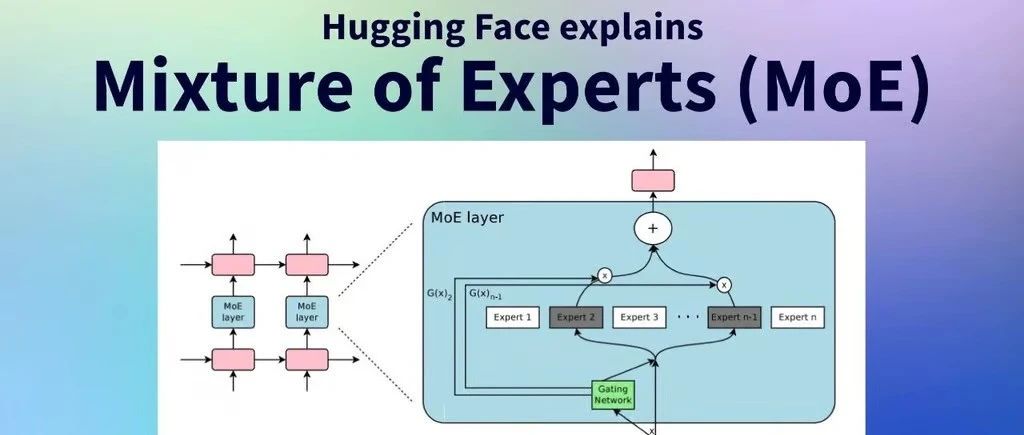 Hugging Face explains
Mixture of Experts (MoE)
MoE layer
+
x
x
G(x)2
G(x)n-1
MoE
layer
MoE
layer
Expert 1
Expert 2
Expert 3
. . .
Expert n-1
Expert n
Gating
Network
x